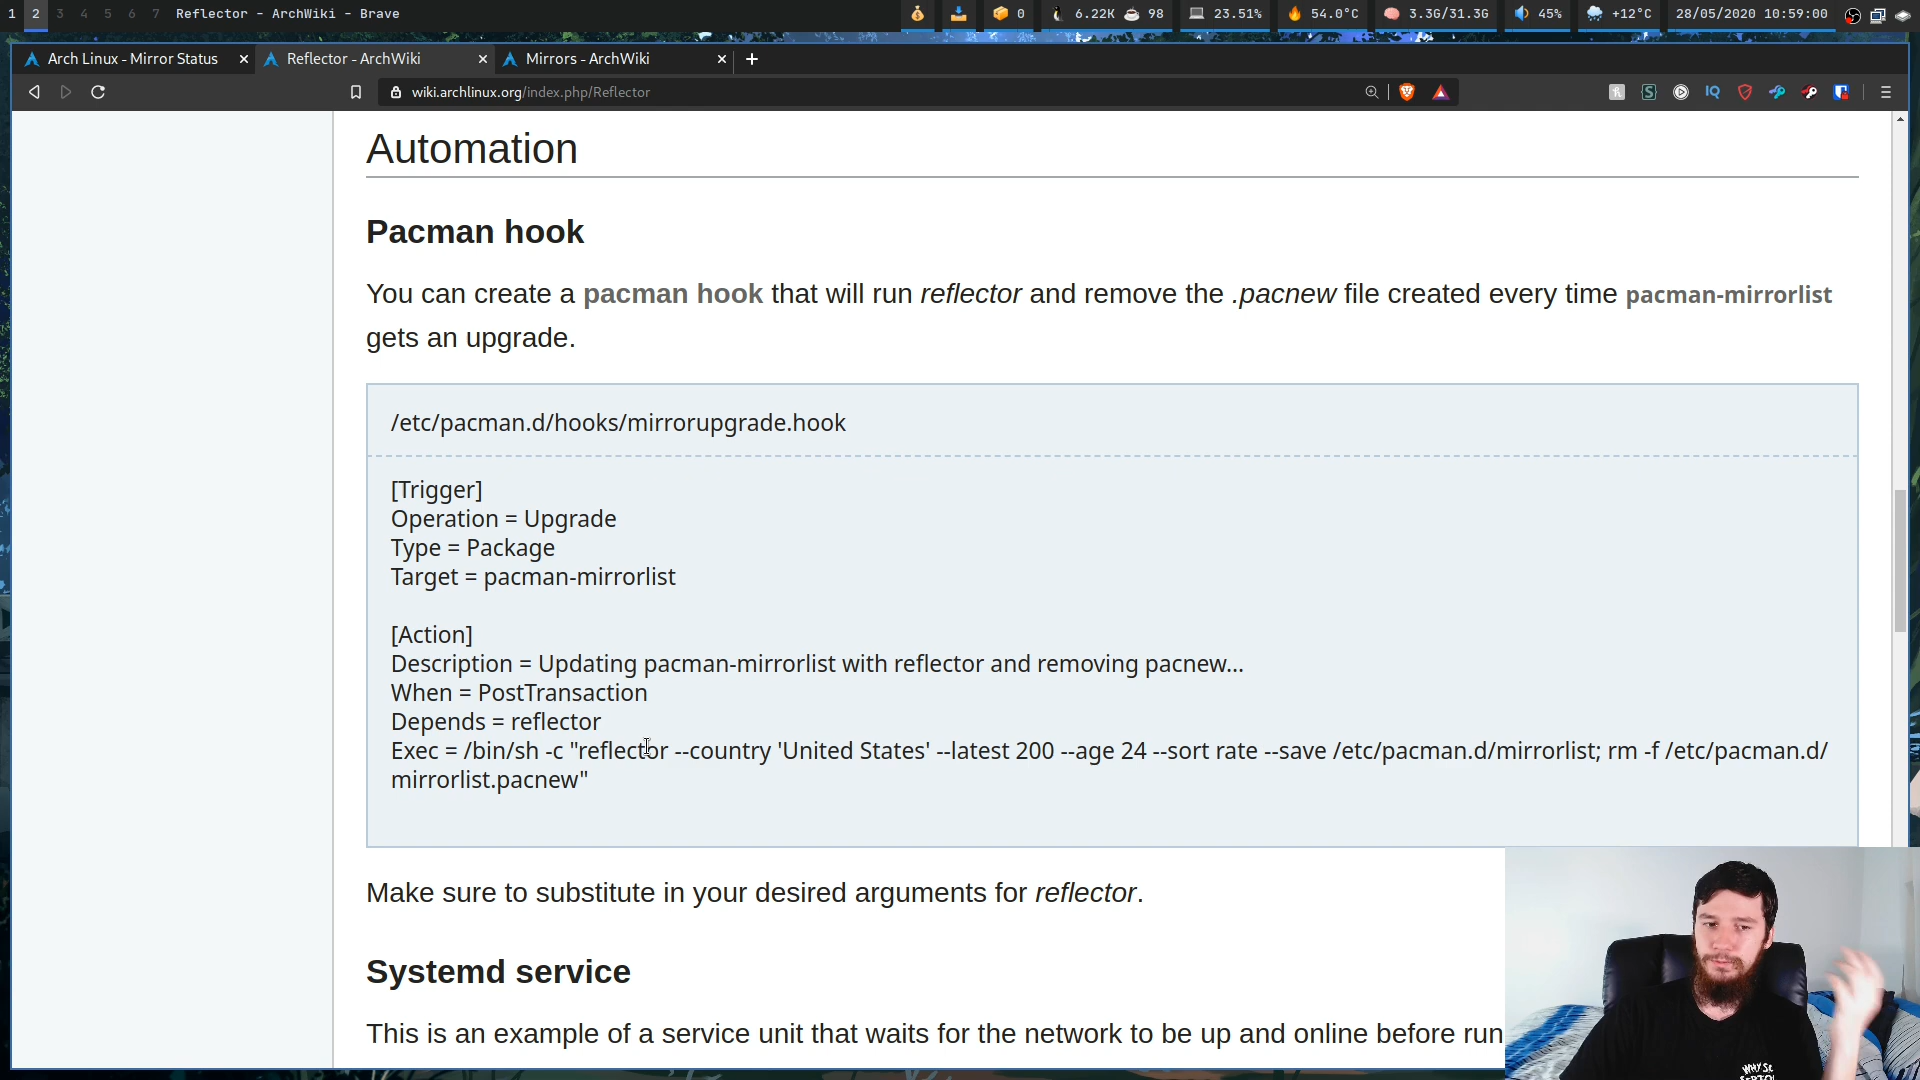 1 2 3 4 5 6 7 Reflector - ArchWiki - Brave 0 6.22K 98 23.51% 54.0°C 3.3G/31.3G 45% +12°C 28/05/2020 10:59:00
Arch Linux - Mirror Status Reflector - ArchWiki Mirrors - ArchWiki
wiki.archlinux.org/index.php/Reflector IQ
Automation
Pacman hook
You can create a pacman hook that will run reflector and remove the .pacnew file created every time pacman-mirrorlist
gets an upgrade.
/etc/pacman.d/hooks/mirrorupgrade.hook
[Trigger]
Operation = Upgrade
Type = Package
Target = pacman-mirrorlist
[Action]
Description = Updating pacman-mirrorlist with reflector and removing pacnew...
When = PostTransaction
Depends = reflector
Exec = /bin/sh -c "reflector --country 'United States' --latest 200 --age 24 --sort rate --save /etc/pacman.d/mirrorlist; rm -f /etc/pacman.d/
mirrorlist.pacnew"
Make sure to substitute in your desired arguments for reflector.
Systemd service
This is an example of a service unit that waits for the network to be up and online before run